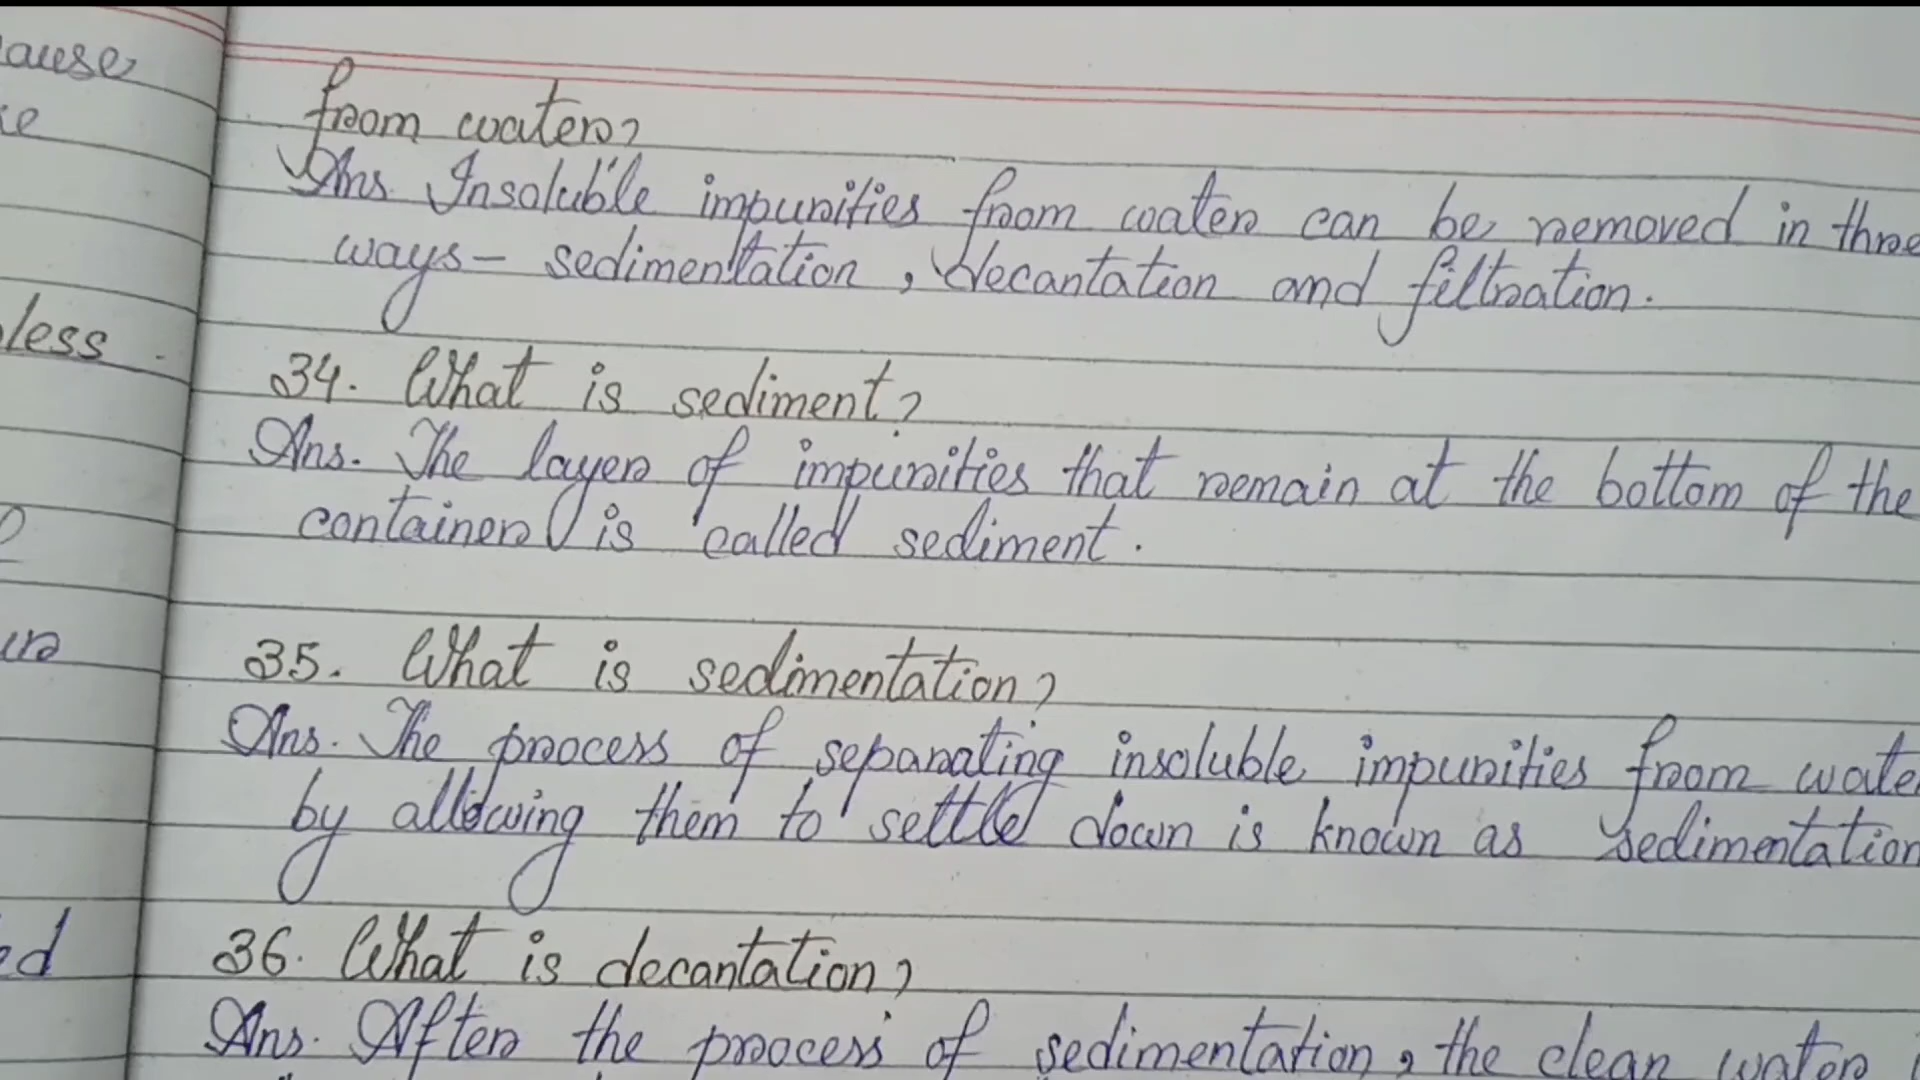 from water?
Ans. Insoluble impurities from water can be removed in three
ways - sedimentation, decantation and filtration.
34. What is sediment?
Ans. The layer of impurities that remain at the bottom of the
container is called sediment.
35. What is sedimentation?
Ans. The process of separating insoluble impurities from wate
by allowing them to settle down is known as sedimentation
36. What is decantation?
Ans. After the process of sedimentation, the clean water
less.
ed